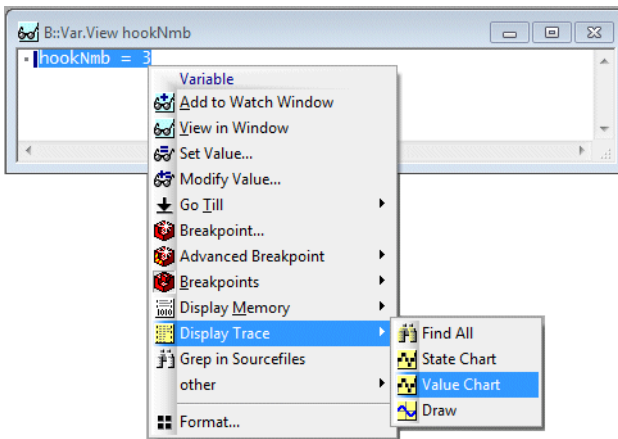 B::Var.View hookNmb
hookNmb = 3
Variable
Add to Watch Window
View in Window
Set Value...
Modify Value...
Go Till
Breakpoint...
Advanced Breakpoint
Breakpoints
Display Memory
Display Trace
Find All
Grep in Sourcefiles
State Chart
other
Value Chart
Draw
Format...